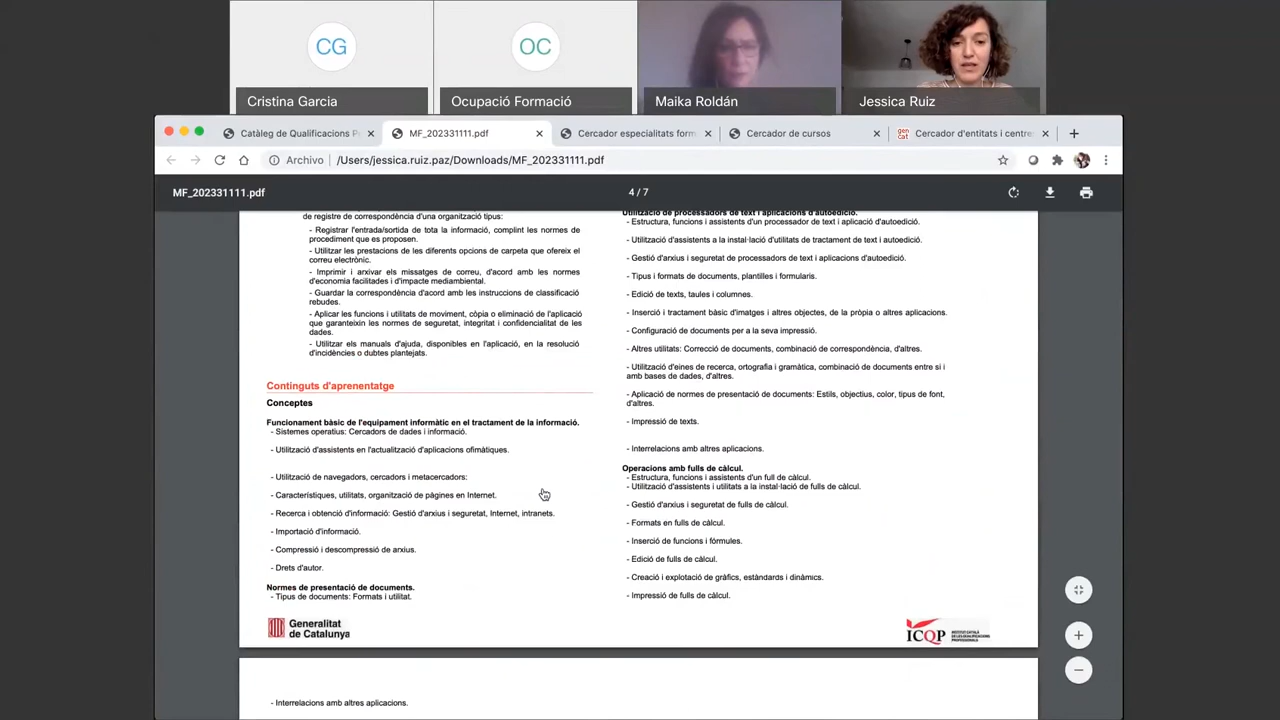 CG
OC
Cristina Garcia
Ocupació Formació
Maika Roldán
Jessica Ruiz
Catàleg de Qualificacions P
MF_202331111.pdf
Cercador especialitats form
Cercador de cursos
gen
cat
Cercador d'entitats i centre
Archivo
/Users/jessica.ruiz.paz/Downloads/MF_202331111.pdf
MF_202331111.pdf
4 / 7
de registre de correspondència d'una organització tipus:
- Registrar l'entrada/sortida de tota la informació, complint les normes de
procediment que es proposen.
- Utilitzar les prestacions de les diferents opcions de carpeta que ofereix el
correu electrònic.
- Imprimir i arxivar els missatges de correu, d'acord amb les normes
d'economia facilitades i d'impacte mediambiental.
- Guardar la correspondència d'acord amb les instruccions de classificació
rebudes.
- Aplicar les funcions i utilitats de moviment, còpia o eliminació de l'aplicació
que garanteixin les normes de seguretat, integritat i confidencialitat de les
dades.
- Utilitzar els manuals d'ajuda, disponibles en l'aplicació, en la resolució
d'incidències o dubtes plantejats.
Continguts d'aprenentatge
Conceptes
Funcionament bàsic de l'equipament informàtic en el tractament de la informació.
- Sistemes operatius: Cercadors de dades i informació.
- Utilització d'assistents en l'actualització d'aplicacions ofimàtiques.
- Utilització de navegadors, cercadors i metacercadors:
- Característiques, utilitats, organització de pàgines en Internet.
- Recerca i obtenció d'informació: Gestió d'arxius i seguretat, Internet, intranets.
- Importació d'informació.
- Compressió i descompressió de arxius.
- Drets d'autor.
Normes de presentació de documents.
- Tipus de documents: Formats i utilitat.
Generalitat
de Catalunya
Utilització de processadors de text i aplicacions d'autoedició.
- Estructura, funcions i assistents d'un processador de text i aplicació d'autoedició.
- Utilització d'assistents a la instal·lació d'utilitats de tractament de text i autoedició.
- Gestió d'arxius i seguretat de processadors de text i aplicacions d'autoedició.
- Tipus i formats de documents, plantilles i formularis.
- Edició de texts, taules i columnes.
- Inserció i tractament bàsic d'imatges i altres objectes, de la pròpia o altres aplicacions.
- Configuració de documents per a la seva impressió.
- Altres utilitats: Correcció de documents, combinació de correspondència, d'altres.
- Utilització d'eines de recerca, ortografia i gramàtica, combinació de documents entre si i
amb bases de dades, d'altres.
- Aplicació de normes de presentació de documents: Estils, objectius, color, tipus de font,
d'altres.
- Impressió de texts.
- Interrelacions amb altres aplicacions.
Operacions amb fulls de càlcul.
- Estructura, funcions i assistents d'un full de càlcul.
- Utilització d'assistents i utilitats a la instal·lació de fulls de càlcul.
- Gestió d'arxius i seguretat de fulls de càlcul.
- Formats en fulls de càlcul.
- Inserció de funcions i fórmules.
- Edició de fulls de càlcul.
- Creació i explotació de gràfics, estàndards i dinàmics.
- Impressió de fulls de càlcul.
ICQP
INSTITUT CATALÀ
DE LES QUALIFICACIONS
PROFESSIONALS
- Interrelacions amb altres aplicacions.